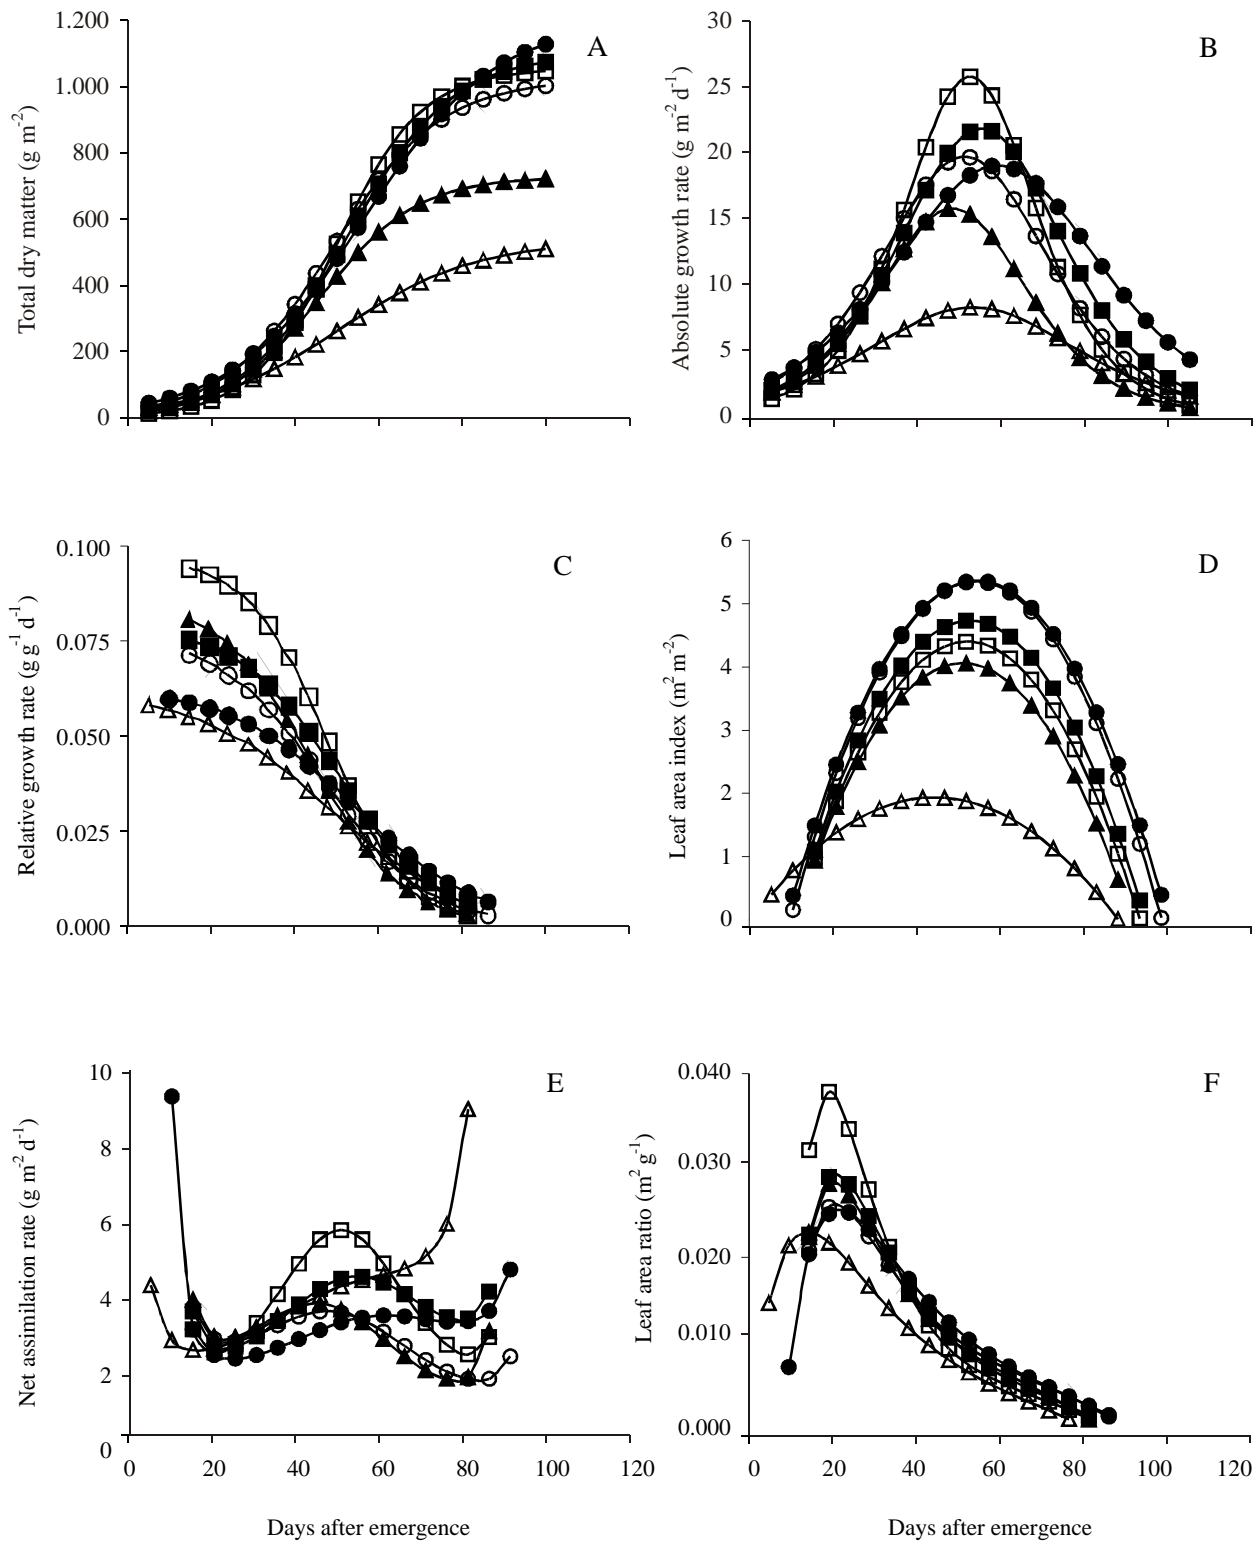 A
Total dry matter (g m-2)
1.200
1.000
800
600
400
200
0
B
Absolute growth rate (g m-2 d-1)
30
25
20
15
10
5
0
C
Relative growth rate (g g-1 d-1)
0.100
0.075
0.050
0.025
0.000
D
Leaf area index (m2 m-2)
6
5
4
3
2
1
0
E
Net assimilation rate (g m-2 d-1)
10
8
6
4
2
0
0 20 40 60 80 100 120
Days after emergence
F
Leaf area ratio (m2 g-1)
0.040
0.030
0.020
0.010
0.000
0 20 40 60 80 100 120
Days after emergence